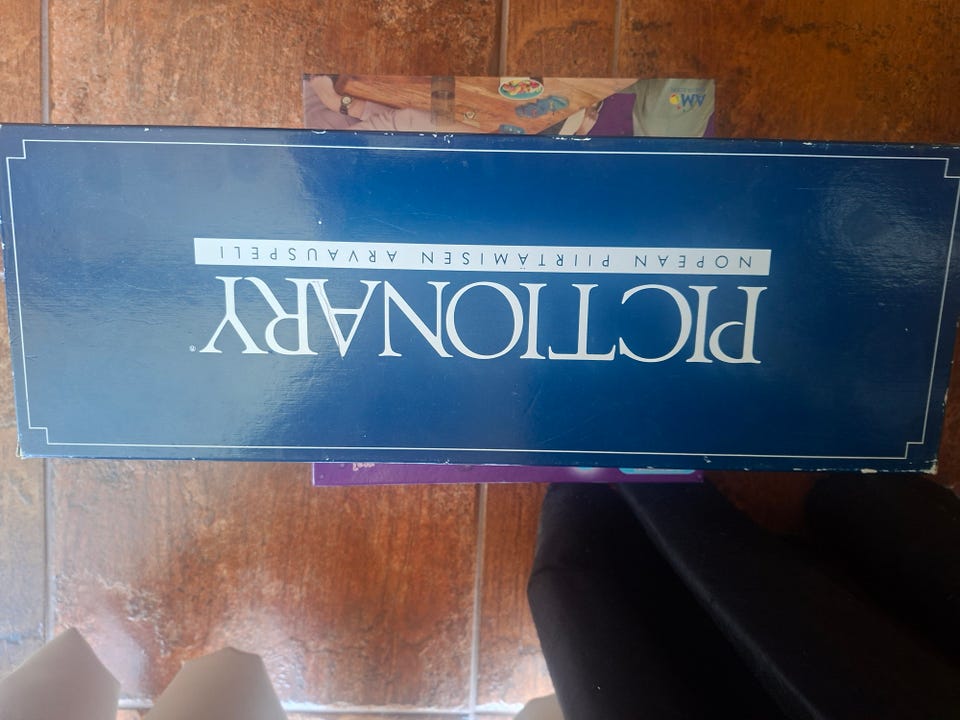 PICTIONARY®
NOPEAN PIIRTÄMISEN ARVAUSPELI